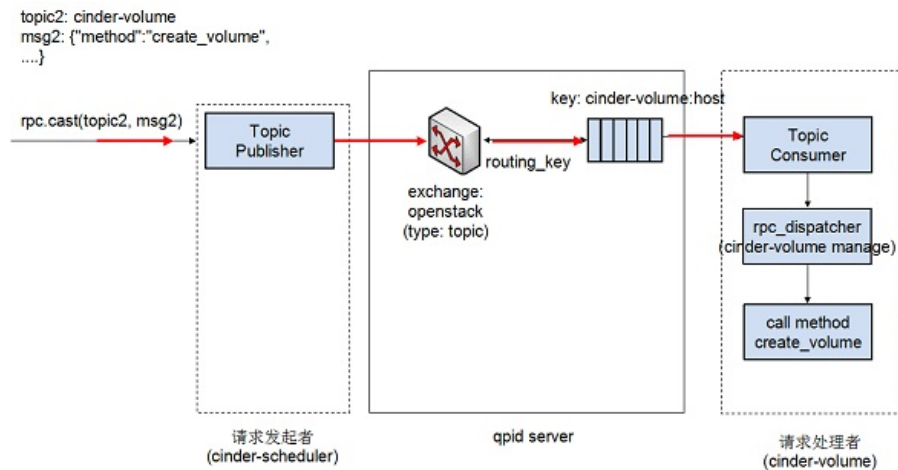 topic2: cinder-volume
msg2: {"method":"create_volume",
....}
rpc.cast(topic2, msg2)
Topic
Publisher
exchange:
openstack
(type: topic)
routing_key
key: cinder-volume:host
Topic
Consumer
rpc_dispatcher
(cinder-volume manage)
call method
create_volume
请求发起者
(cinder-scheduler)
qpid server
请求处理者
(cinder-volume)